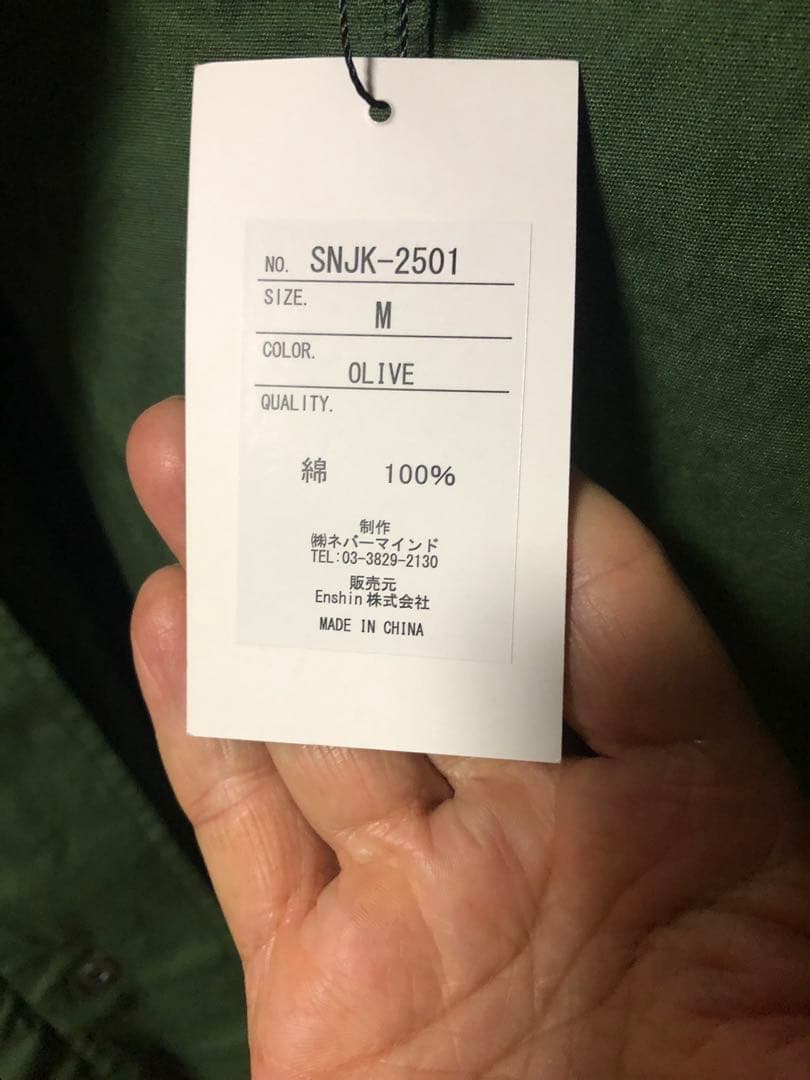 NO. SNJK-2501
SIZE.
M
COLOR.
OLIVE
QUALITY.
綿 100%
制作
㈱ネバーマインド
TEL:03-3829-2130
販売元
Enshin株式会社
MADE IN CHINA